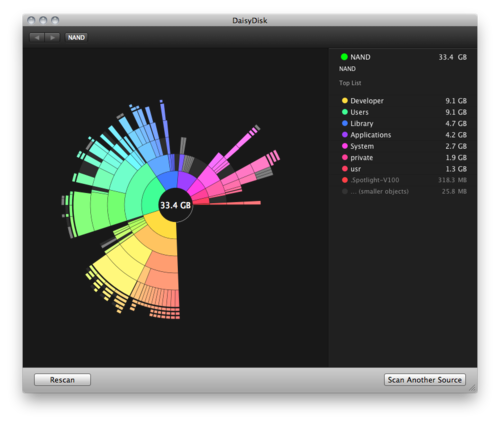 DaisyDisk
NAND
NAND 33.4 GB
NAND
Top List
Developer 9.1 GB
Users 9.1 GB
Library 4.7 GB
Applications 4.2 GB
System 2.7 GB
private 1.9 GB
usr 1.3 GB
.Spotlight-V100 318.3 MB
... (smaller objects) 25.8 MB
33.4 GB
Rescan
Scan Another Source